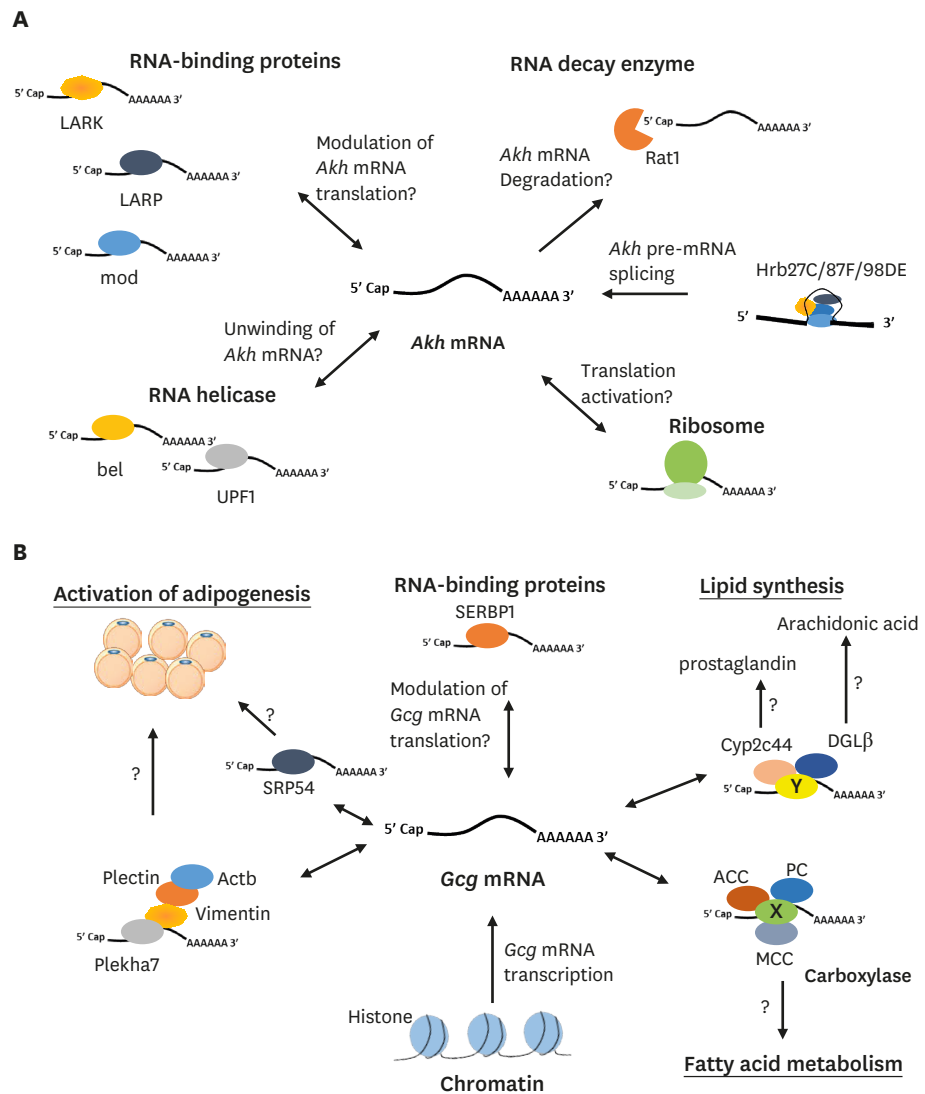 A
RNA-binding proteins
5′ Cap
AAAAAA 3′
LARK
5′ Cap
AAAAAA 3′
LARP
5′ Cap
AAAAAA 3′
mod
Modulation of
Akh mRNA
translation?
RNA decay enzyme
5′ Cap
AAAAAA 3′
Rat1
Akh mRNA
Degradation?
Akh pre-mRNA
splicing
Hrb27C/87F/98DE
5′
3′
5′ Cap
AAAAAA 3′
Akh mRNA
Unwinding of
Akh mRNA?
RNA helicase
5′ Cap
AAAAAA 3′
bel
5′ Cap
AAAAAA 3′
UPF1
Translation
activation?
Ribosome
5′ Cap
AAAAAA 3′
B
Activation of adipogenesis
RNA-binding proteins
SERBP1
5′ Cap
AAAAAA 3′
Lipid synthesis
Arachidonic acid
prostaglandin
?
?
Cyp2c44
DGLβ
Y
5′ Cap
AAAAAA 3′
Modulation of
Gcg mRNA
translation?
?
5′ Cap
AAAAAA 3′
SRP54
?
5′ Cap
AAAAAA 3′
Gcg mRNA
Plectin
Actb
Vimentin
5′ Cap
AAAAAA 3′
Plekha7
ACC
PC
X
5′ Cap
AAAAAA 3′
MCC
Carboxylase
?
Fatty acid metabolism
Gcg mRNA
transcription
Histone
Chromatin